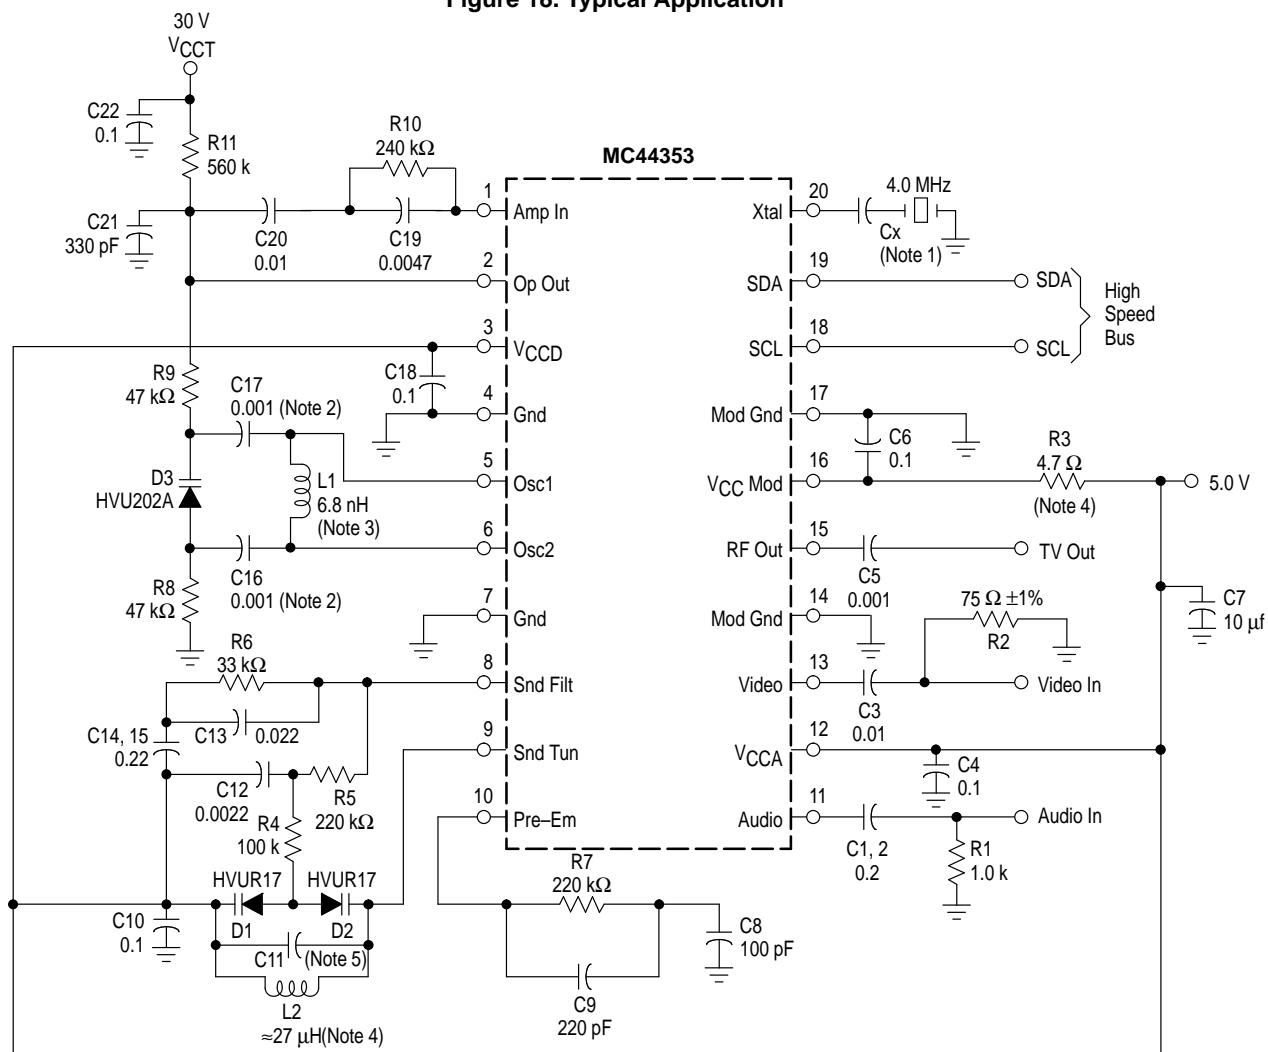 Figure 18. Typical Application
30 V
VCCT
C22
0.1
R11
560 k
R10
240 kΩ
MC44353
C21
330 pF
C20
0.01
C19
0.0047
1
Amp In
2
Op Out
3
VCCD
4
Gnd
5
Osc1
6
Osc2
7
Gnd
8
Snd Filt
9
Snd Tun
10
Pre–Em
20
Xtal
19
SDA
18
SCL
17
Mod Gnd
16
VCC Mod
15
RF Out
14
Mod Gnd
13
Video
12
VCCA
11
Audio
4.0 MHz
Cx
(Note 1)
SDA
SCL
High
Speed
Bus
C18
0.1
R9
47 kΩ
C17
0.001 (Note 2)
D3
HVU202A
L1
6.8 nH
(Note 3)
C16
0.001 (Note 2)
R8
47 kΩ
C6
0.1
R3
4.7 Ω
(Note 4)
5.0 V
C5
0.001
TV Out
75 Ω ±1%
R2
C7
10 µf
C3
0.01
Video In
C4
0.1
C1, 2
0.2
R1
1.0 k
Audio In
R6
33 kΩ
C13
0.022
C14, 15
0.22
C12
0.0022
R5
220 kΩ
R4
100 k
HVUR17
HVUR17
D1
D2
C10
0.1
C11
(Note 5)
L2
≈27 µH(Note 4)
R7
220 kΩ
C8
100 pF
C9
220 pF